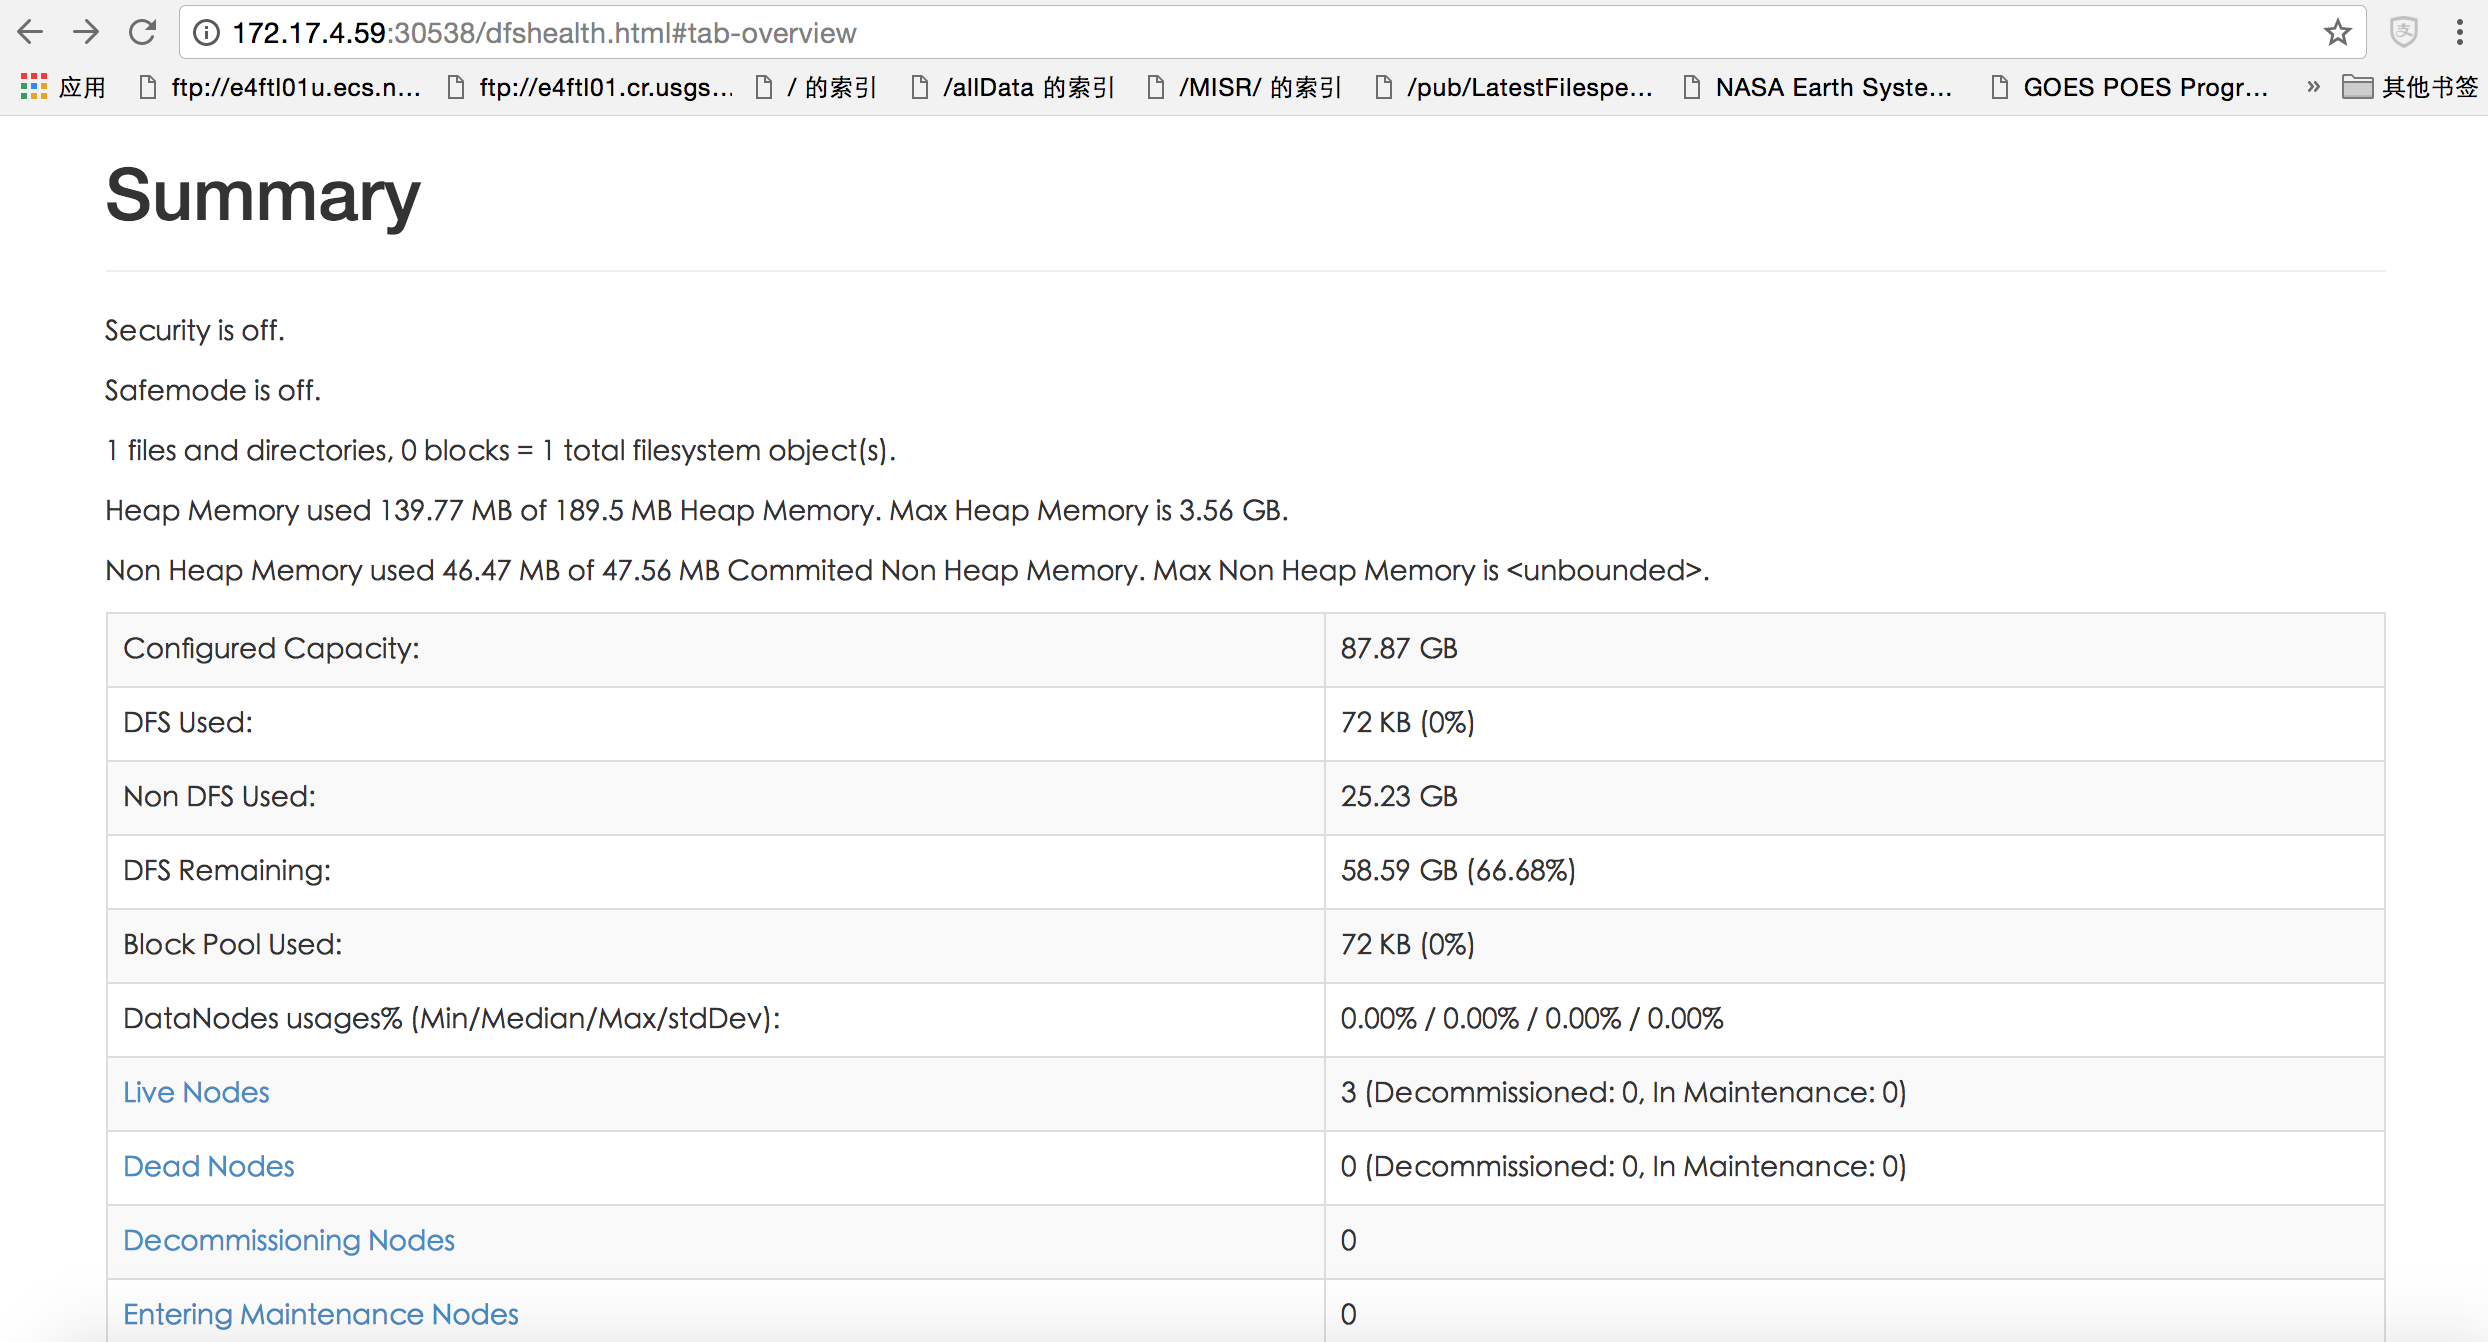 172.17.4.59:30538/dfshealth.html#tab-overview
应用 ftp://e4ftl01u.ecs.n... ftp://e4ftl01.cr.usgs... / 的索引 /allData 的索引 /MISR/ 的索引 /pub/LatestFilespe... NASA Earth Syste... GOES POES Progr... » 其他书签
Summary
Security is off.
Safemode is off.
1 files and directories, 0 blocks = 1 total filesystem object(s).
Heap Memory used 139.77 MB of 189.5 MB Heap Memory. Max Heap Memory is 3.56 GB.
Non Heap Memory used 46.47 MB of 47.56 MB Commited Non Heap Memory. Max Non Heap Memory is <unbounded>.
Configured Capacity: 87.87 GB
DFS Used: 72 KB (0%)
Non DFS Used: 25.23 GB
DFS Remaining: 58.59 GB (66.68%)
Block Pool Used: 72 KB (0%)
DataNodes usages% (Min/Median/Max/stdDev): 0.00% / 0.00% / 0.00% / 0.00%
Live Nodes 3 (Decommissioned: 0, In Maintenance: 0)
Dead Nodes 0 (Decommissioned: 0, In Maintenance: 0)
Decommissioning Nodes 0
Entering Maintenance Nodes 0